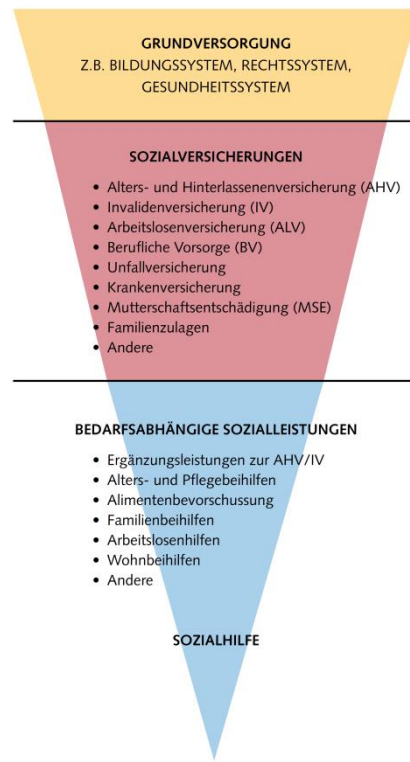 GRUNDVERSORGUNG
Z.B. BILDUNGSSYSTEM, RECHTSSYSTEM,
GESUNDHEITSSYSTEM
SOZIALVERSICHERUNGEN
• Alters- und Hinterlassenenversicherung (AHV)
• Invalidenversicherung (IV)
• Arbeitslosenversicherung (ALV)
• Berufliche Vorsorge (BV)
• Unfallversicherung
• Krankenversicherung
• Mutterschaftsentschädigung (MSE)
• Familienzulagen
• Andere
BEDARFSABHÄNGIGE SOZIALLEISTUNGEN
• Ergänzungsleistungen zur AHV/IV
• Alters- und Pflegebeihilfen
• Alimentenbevorschussung
• Familienbeihilfen
• Arbeitslosenhilfen
• Wohnbeihilfen
• Andere
SOZIALHILFE